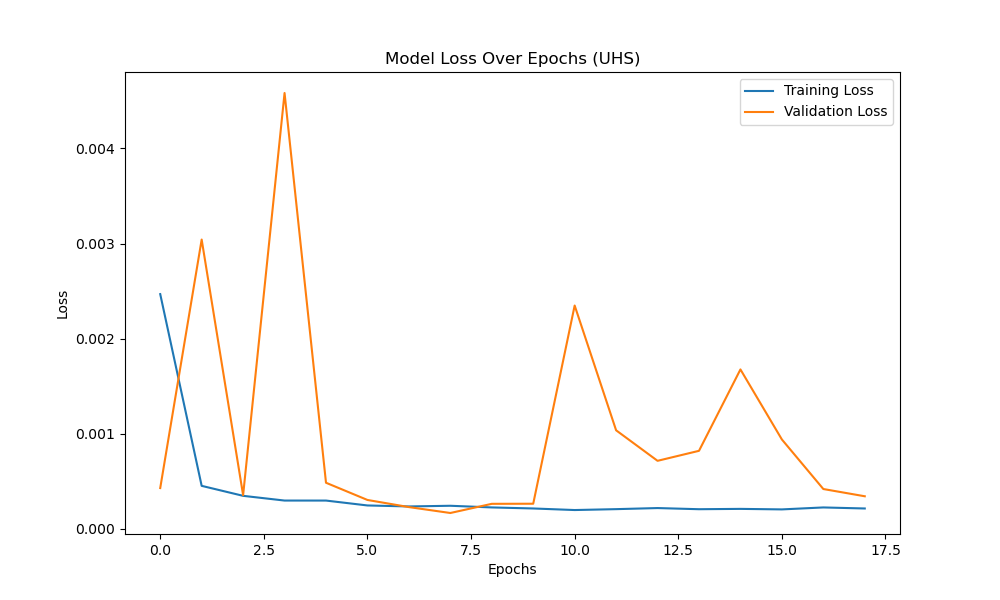 Model Loss Over Epochs (UHS)
Training Loss
Validation Loss
Loss
0.004
0.003
0.002
0.001
0.000
0.0 2.5 5.0 7.5 10.0 12.5 15.0 17.5
Epochs